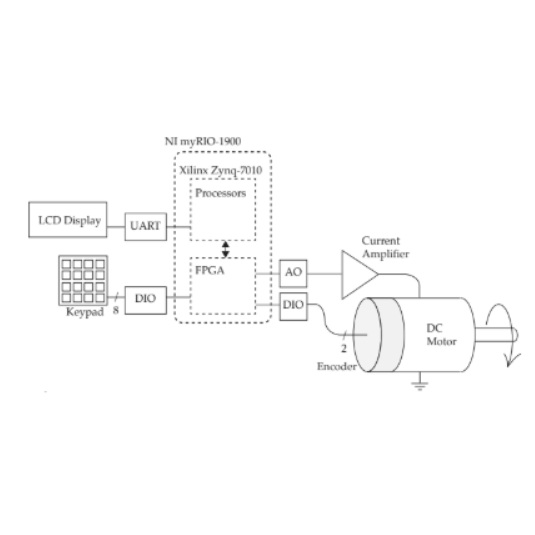 NI myRIO-1900
Xilinx Zynq-7010
Processors
LCD Display
UART
FPGA
Keypad
8
DIO
AO
DIO
Current
Amplifier
2
Encoder
DC
Motor